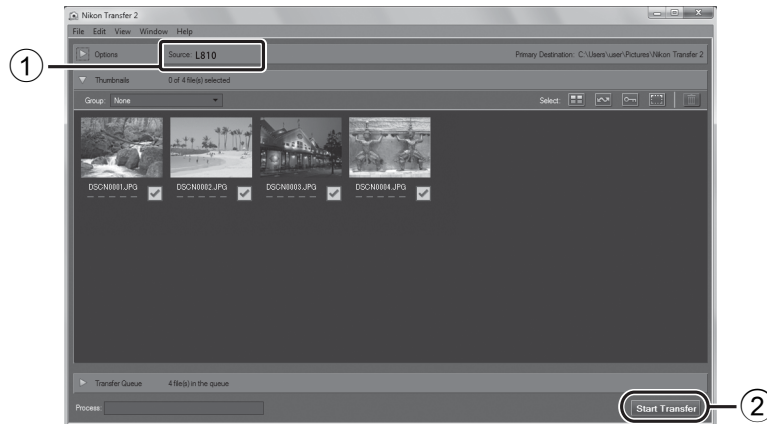 Nikon Transfer 2
File Edit View Window Help
1
Options Source: L810 Primary Destination: C:\Users\user\Pictures\Nikon Transfer 2
Thumbnails 0 of 4 file(s) selected
Group: None Select:
DSCN0001.JPG DSCN0002.JPG DSCN0003.JPG DSCN0004.JPG
Transfer Queue 4 file(s) in the queue
Process: Start Transfer 2